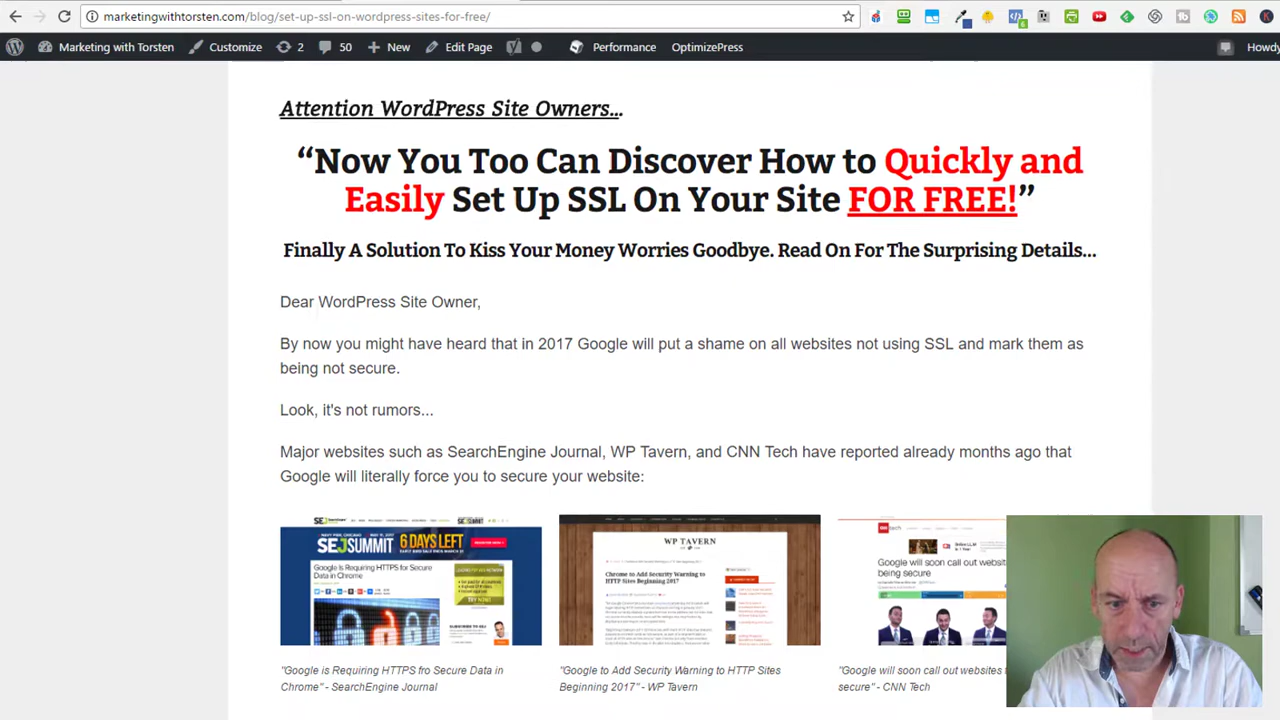 marketingwithtorsten.com/blog/set-up-ssl-on-wordpress-sites-for-free/
Marketing with Torsten Customize 2 50 New Edit Page Performance OptimizePress Howdy
Attention WordPress Site Owners...
“Now You Too Can Discover How to Quickly and
Easily Set Up SSL On Your Site FOR FREE!”
Finally A Solution To Kiss Your Money Worries Goodbye. Read On For The Surprising Details...
Dear WordPress Site Owner,
By now you might have heard that in 2017 Google will put a shame on all websites not using SSL and mark them as
being not secure.
Look, it's not rumors...
Major websites such as SearchEngine Journal, WP Tavern, and CNN Tech have reported already months ago that
Google will literally force you to secure your website:
SEJSUMMIT 6 DAYS LEFT
Google Is Requiring HTTPS for Secure
Data in Chrome
WP TAVERN
Chrome to Add Security Warning to
HTTP Sites Beginning 2017
tech
Google will soon call out websites
being secure
"Google is Requiring HTTPS fro Secure Data in
Chrome" - SearchEngine Journal
"Google to Add Security Warning to HTTP Sites
Beginning 2017" - WP Tavern
"Google will soon call out websites
secure" - CNN Tech